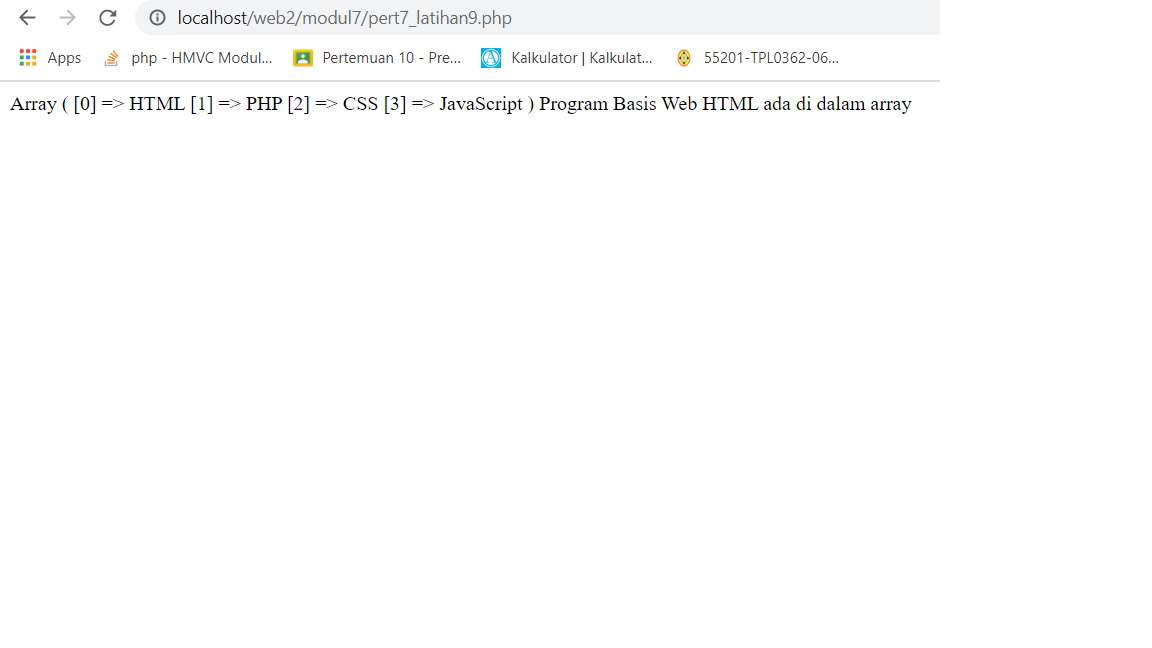 localhost/web2/modul7/pert7_latihan9.php
Apps php - HMVC Modul... Pertemuan 10 - Pre... Kalkulator | Kalkulat... 55201-TPL0362-06...
Array ( [0] => HTML [1] => PHP [2] => CSS [3] => JavaScript ) Program Basis Web HTML ada di dalam array